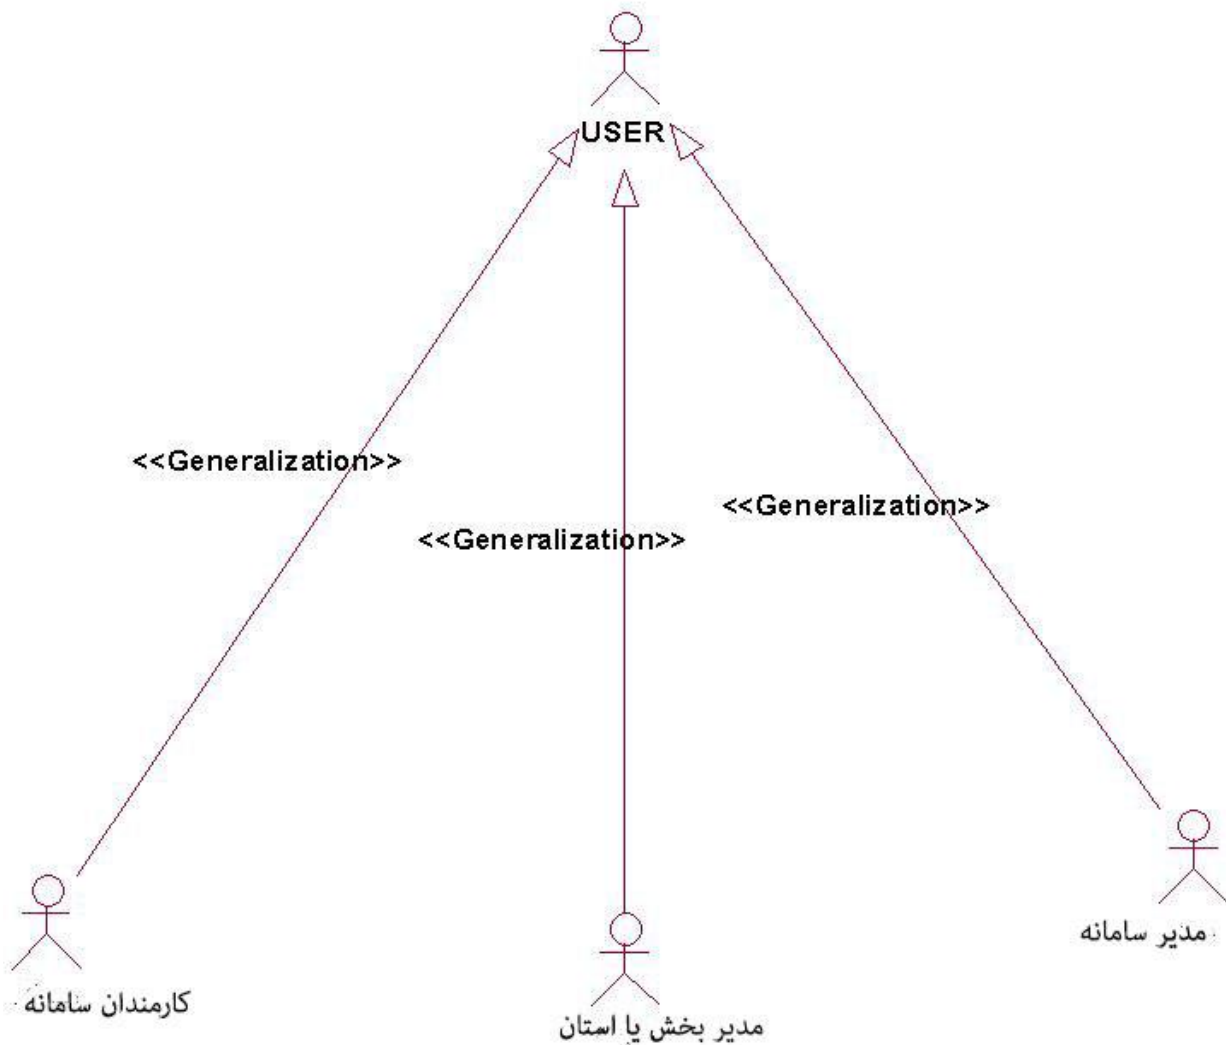 USER
<<Generalization>>
<<Generalization>>
<<Generalization>>
مدیر سامانه
کارمندان سامانه
مدیر بخش یا استان